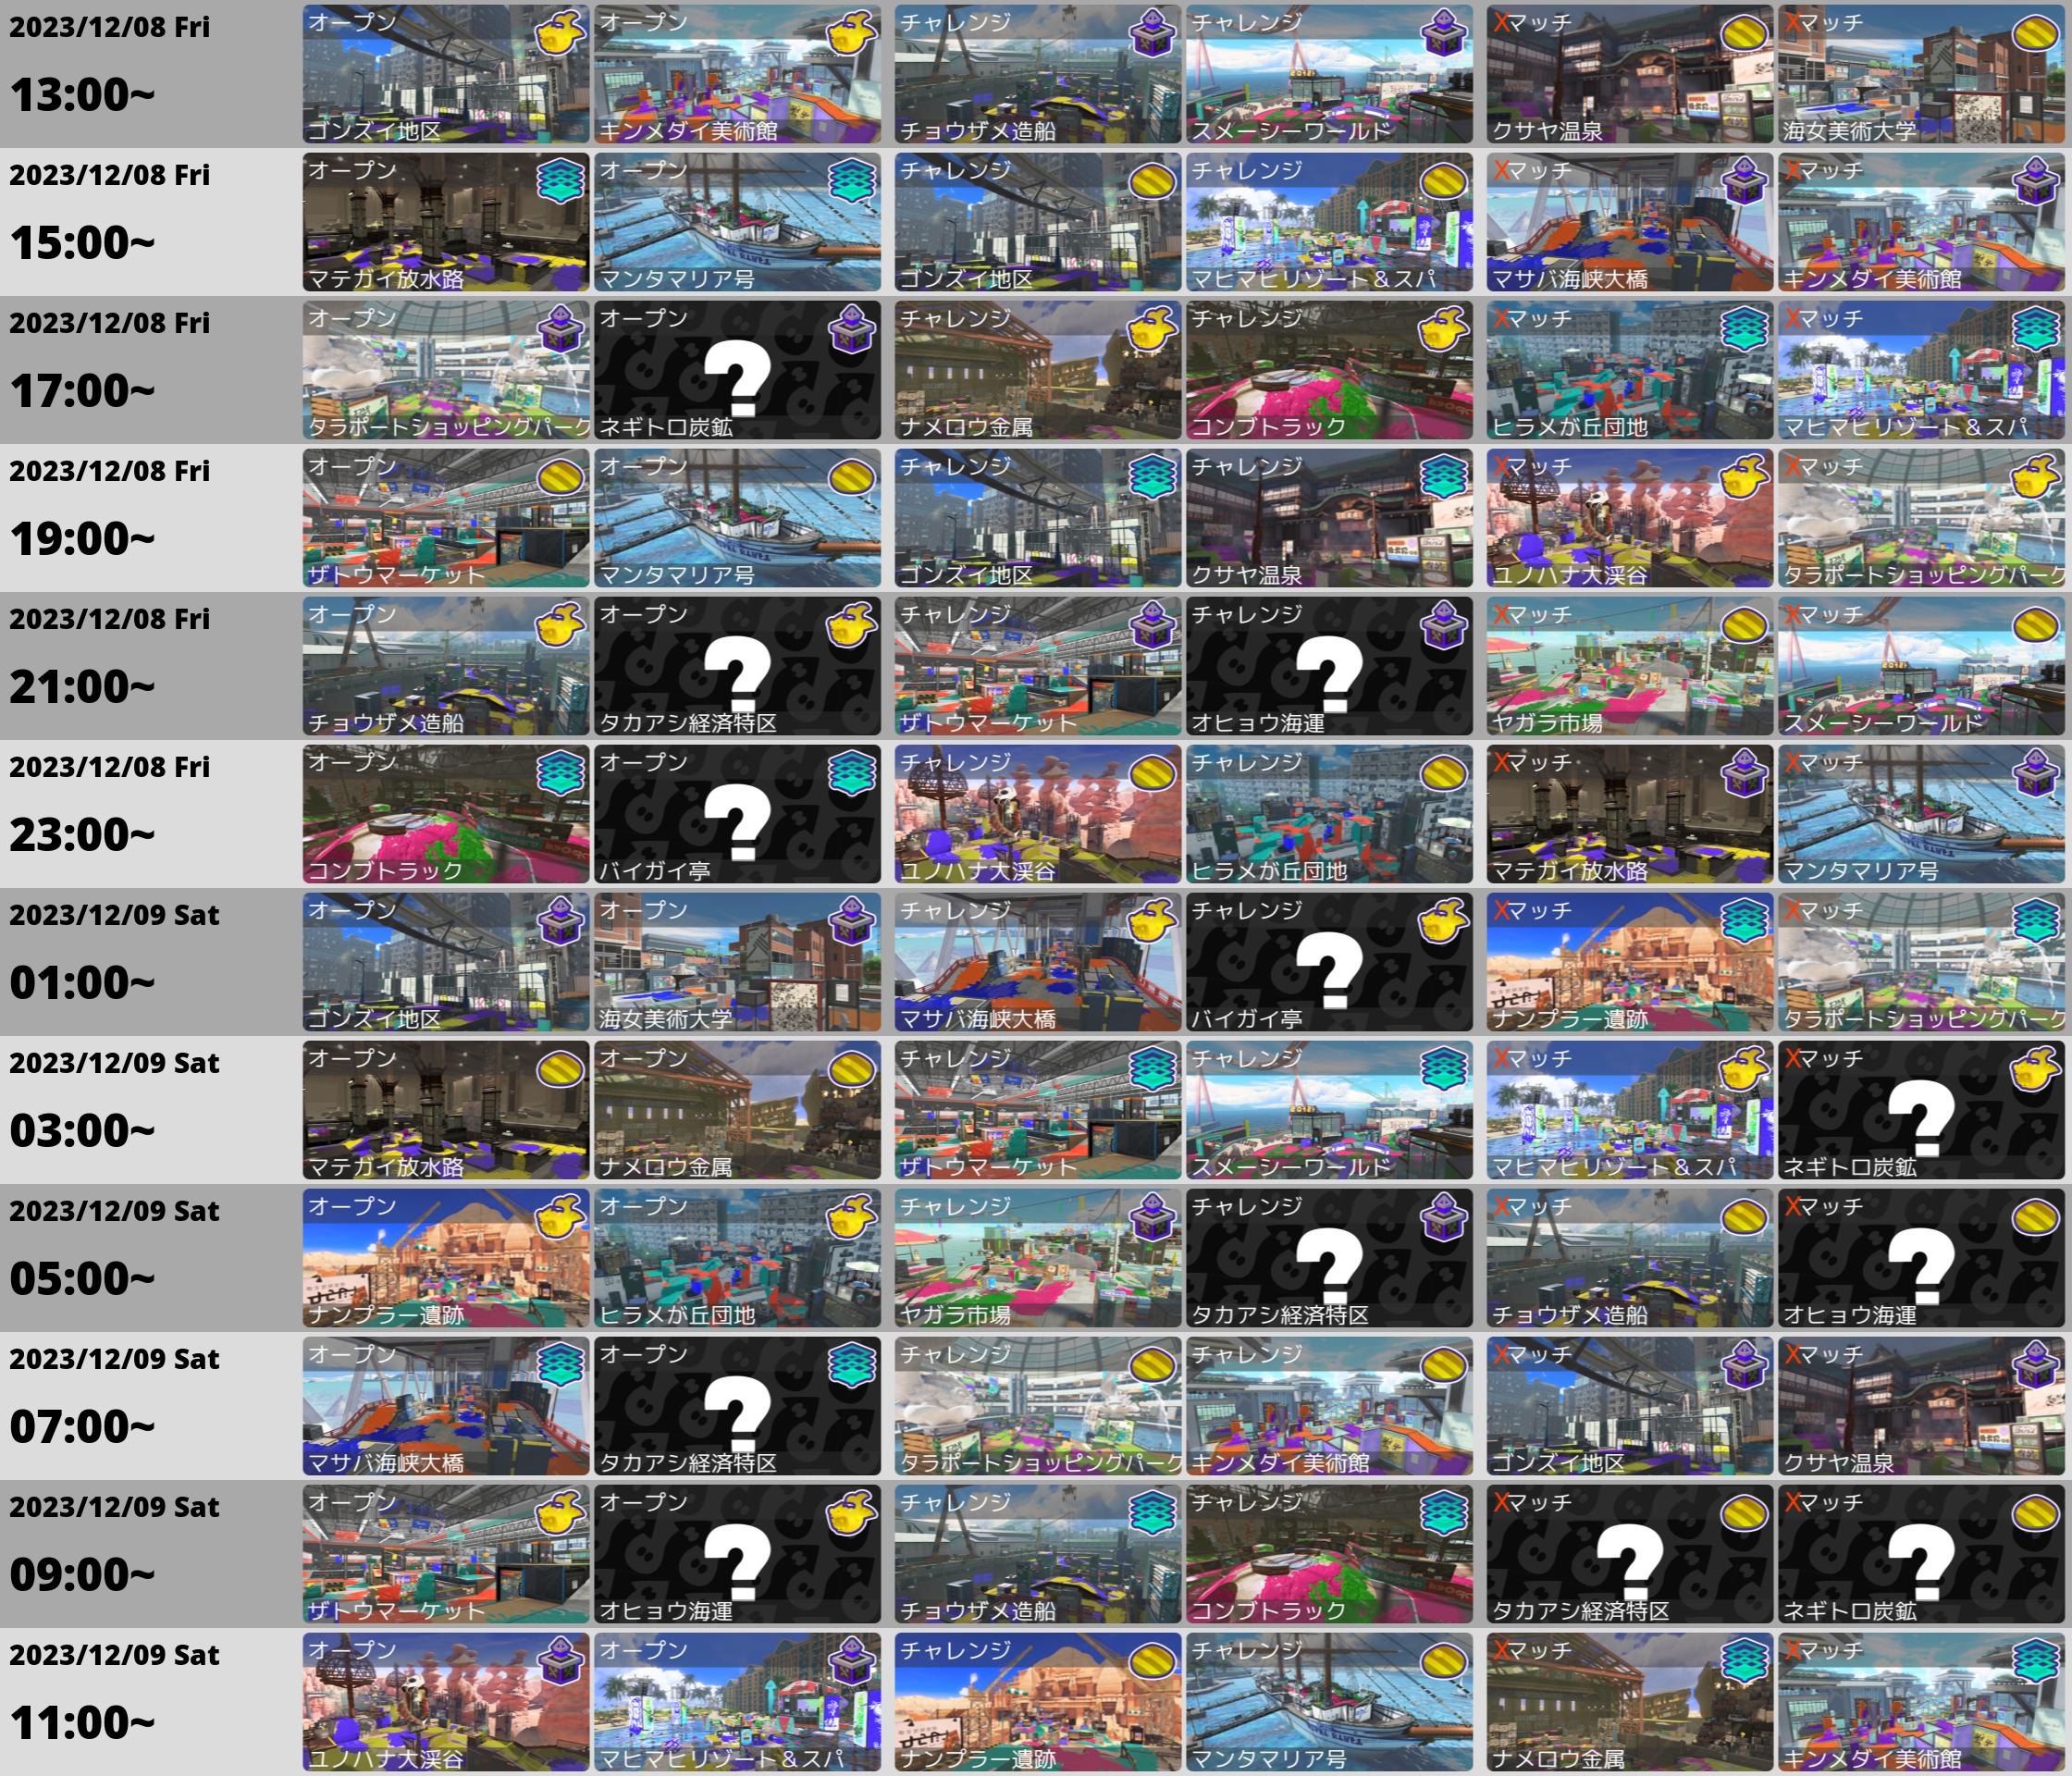 2023/12/08 Fri
13:00~
オープン
ゴンズイ地区
オープン
キンメダイ美術館
チャレンジ
チョウザメ造船
チャレンジ
スメーシーワールド
Xマッチ
クサヤ温泉
Xマッチ
海女美術大学
2023/12/08 Fri
15:00~
オープン
マテガイ放水路
オープン
マンタマリア号
チャレンジ
ゴンズイ地区
チャレンジ
マヒマヒリゾート&スパ
Xマッチ
マサバ海峡大橋
Xマッチ
キンメダイ美術館
2023/12/08 Fri
17:00~
オープン
タラポートショッピングパーク
オープン
?
ネギトロ炭鉱
チャレンジ
ナメロウ金属
チャレンジ
コンブトラック
Xマッチ
ヒラメが丘団地
Xマッチ
マヒマヒリゾート&スパ
2023/12/08 Fri
19:00~
オープン
ザトウマーケット
オープン
マンタマリア号
チャレンジ
ゴンズイ地区
チャレンジ
クサヤ温泉
Xマッチ
ユノハナ大渓谷
Xマッチ
タラポートショッピングパーク
2023/12/08 Fri
21:00~
オープン
チョウザメ造船
オープン
?
タカアシ経済特区
チャレンジ
ザトウマーケット
チャレンジ
?
オヒョウ海運
Xマッチ
ヤガラ市場
Xマッチ
スメーシーワールド
2023/12/08 Fri
23:00~
オープン
コンブトラック
オープン
?
バイガイ亭
チャレンジ
ユノハナ大渓谷
チャレンジ
ヒラメが丘団地
Xマッチ
マテガイ放水路
Xマッチ
マンタマリア号
2023/12/09 Sat
01:00~
オープン
ゴンズイ地区
オープン
海女美術大学
チャレンジ
マサバ海峡大橋
チャレンジ
?
バイガイ亭
Xマッチ
ナンプラー遺跡
Xマッチ
タラポートショッピングパーク
2023/12/09 Sat
03:00~
オープン
マテガイ放水路
オープン
ナメロウ金属
チャレンジ
ザトウマーケット
チャレンジ
スメーシーワールド
Xマッチ
マヒマヒリゾート&スパ
Xマッチ
?
ネギトロ炭鉱
2023/12/09 Sat
05:00~
オープン
ナンプラー遺跡
オープン
ヒラメが丘団地
チャレンジ
ヤガラ市場
チャレンジ
?
タカアシ経済特区
Xマッチ
チョウザメ造船
Xマッチ
?
オヒョウ海運
2023/12/09 Sat
07:00~
オープン
マサバ海峡大橋
オープン
?
タカアシ経済特区
チャレンジ
タラポートショッピングパーク
チャレンジ
キンメダイ美術館
Xマッチ
ゴンズイ地区
Xマッチ
クサヤ温泉
2023/12/09 Sat
09:00~
オープン
ザトウマーケット
オープン
?
オヒョウ海運
チャレンジ
チョウザメ造船
チャレンジ
コンブトラック
Xマッチ
?
タカアシ経済特区
Xマッチ
?
ネギトロ炭鉱
2023/12/09 Sat
11:00~
オープン
ユノハナ大渓谷
オープン
マヒマヒリゾート&スパ
チャレンジ
ナンプラー遺跡
チャレンジ
マンタマリア号
Xマッチ
ナメロウ金属
Xマッチ
キンメダイ美術館